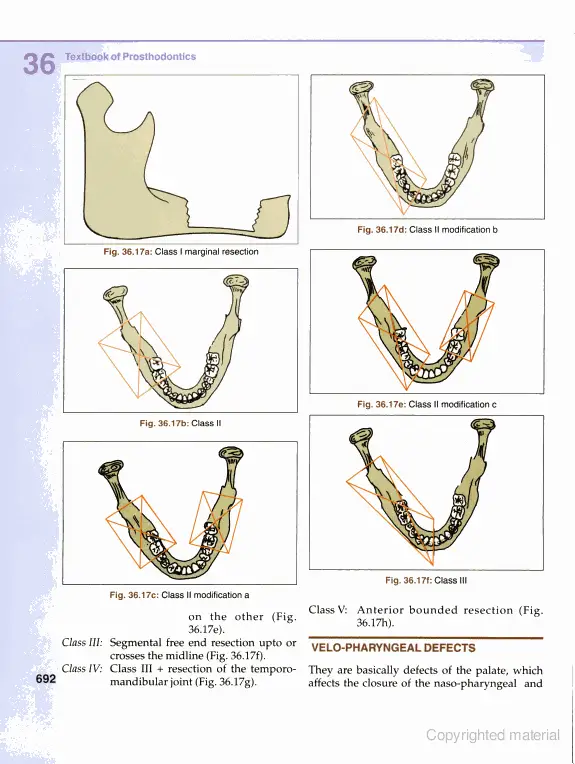 36
Textbook of Prosthodontics
Fig. 36.17a: Class I marginal resection
Fig. 36.17b: Class II
Fig. 36.17c: Class II modification a
Fig. 36.17d: Class II modification b
Fig. 36.17e: Class II modification c
Fig. 36.17f: Class III
on the other (Fig.
36.17e).
Class III: Segmental free end resection upto or
crosses the midline (Fig. 36.17f).
Class IV: Class III + resection of the temporo-
mandibular joint (Fig. 36.17g).
Class V: Anterior bounded resection (Fig.
36.17h).
VELO-PHARYNGEAL DEFECTS
They are basically defects of the palate, which
affects the closure of the naso-pharyngeal and
692
Copyrighted material